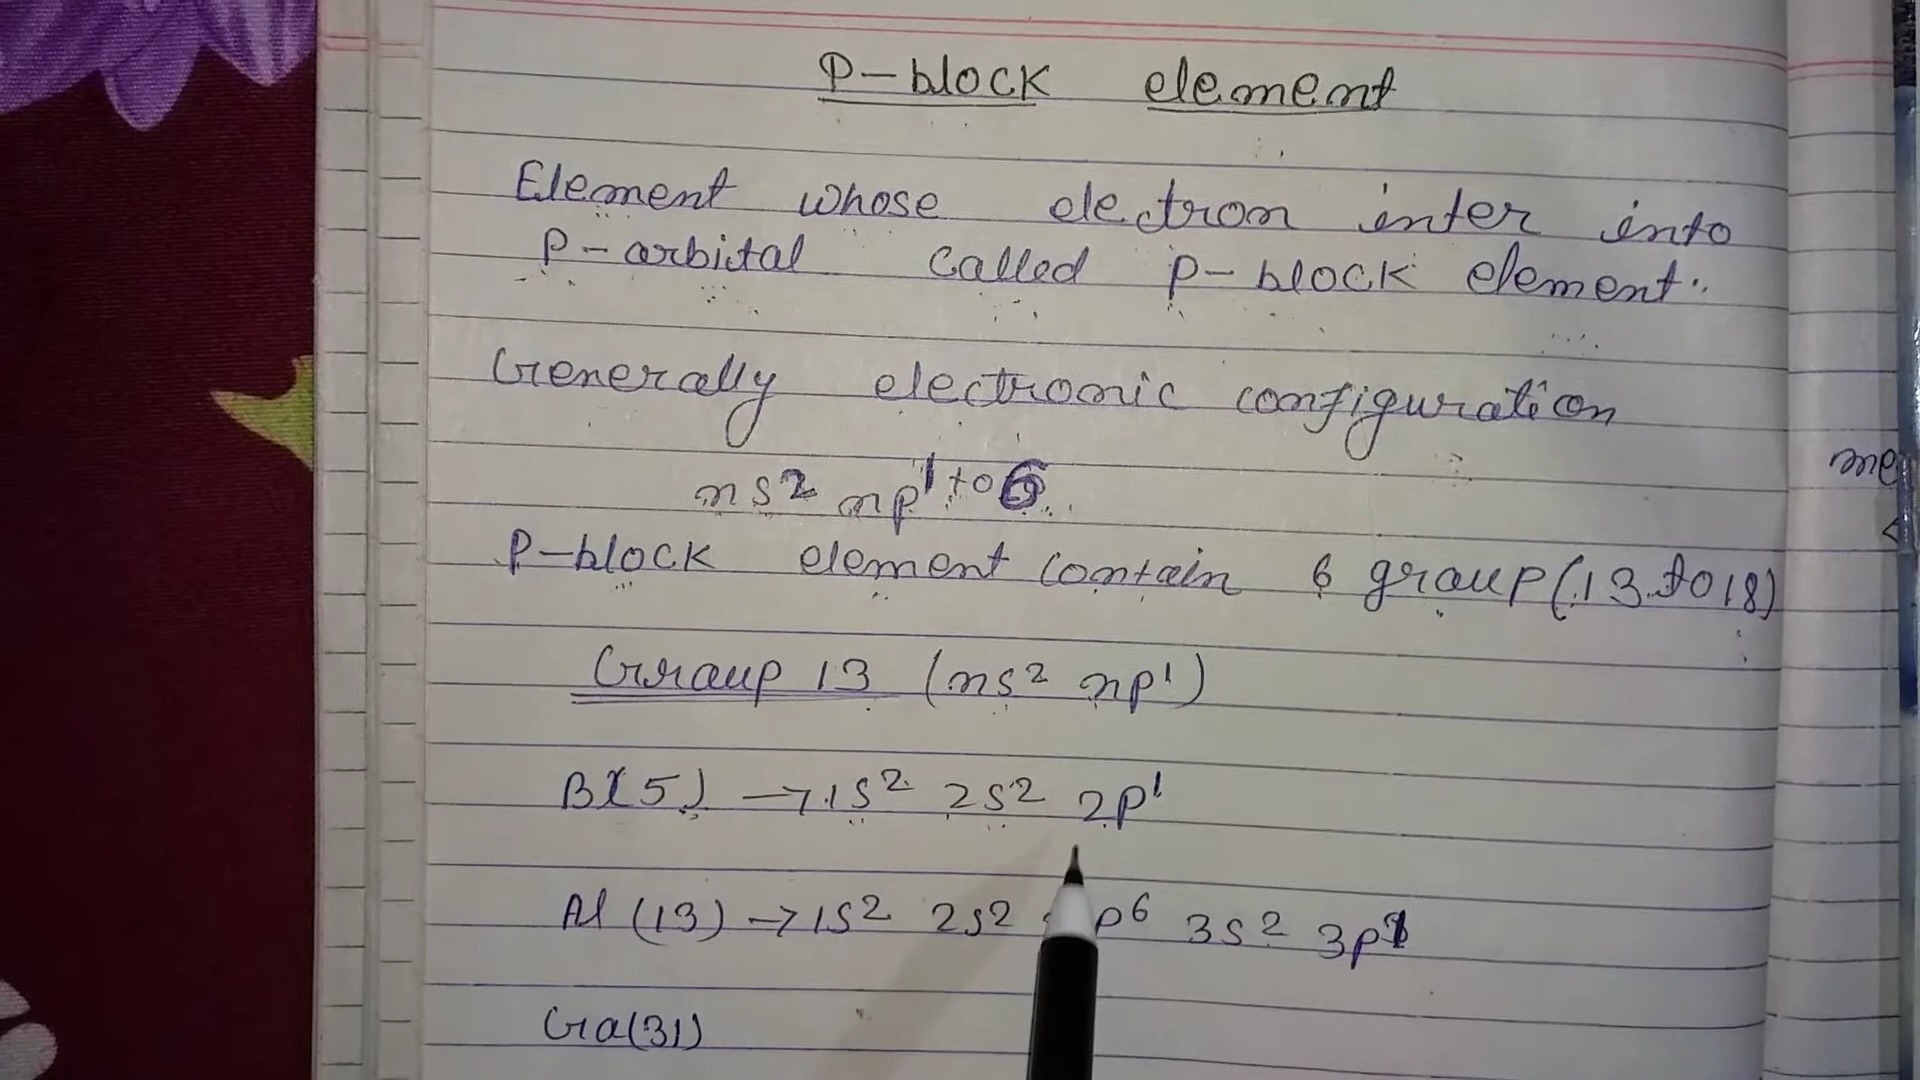 P-block element
Element whose electron inter into
P-arbital called p-block element.
Generally electronic configuration
ns² np¹ to 6
P-block element contain 6 group (13 to 18)
Group 13 (ns² np¹)
B(5) → 1s² 2s² 2p¹
Al (13) → 1s² 2s² p⁶ 3s² 3p¹
Ga(31)